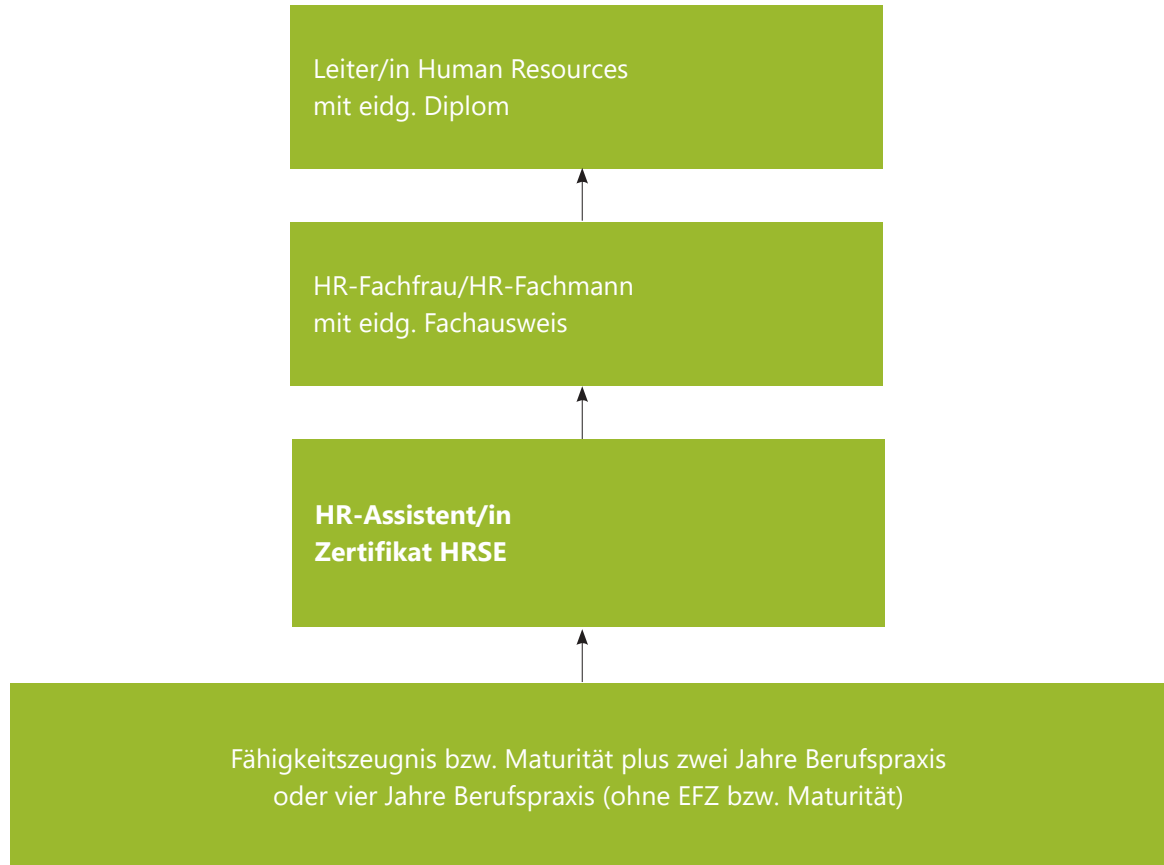 Leiter/in Human Resources
mit eidg. Diplom
HR-Fachfrau/HR-Fachmann
mit eidg. Fachausweis
HR-Assistent/in
Zertifikat HRSE
Fähigkeitszeugnis bzw. Maturität plus zwei Jahre Berufspraxis
oder vier Jahre Berufspraxis (ohne EFZ bzw. Maturität)